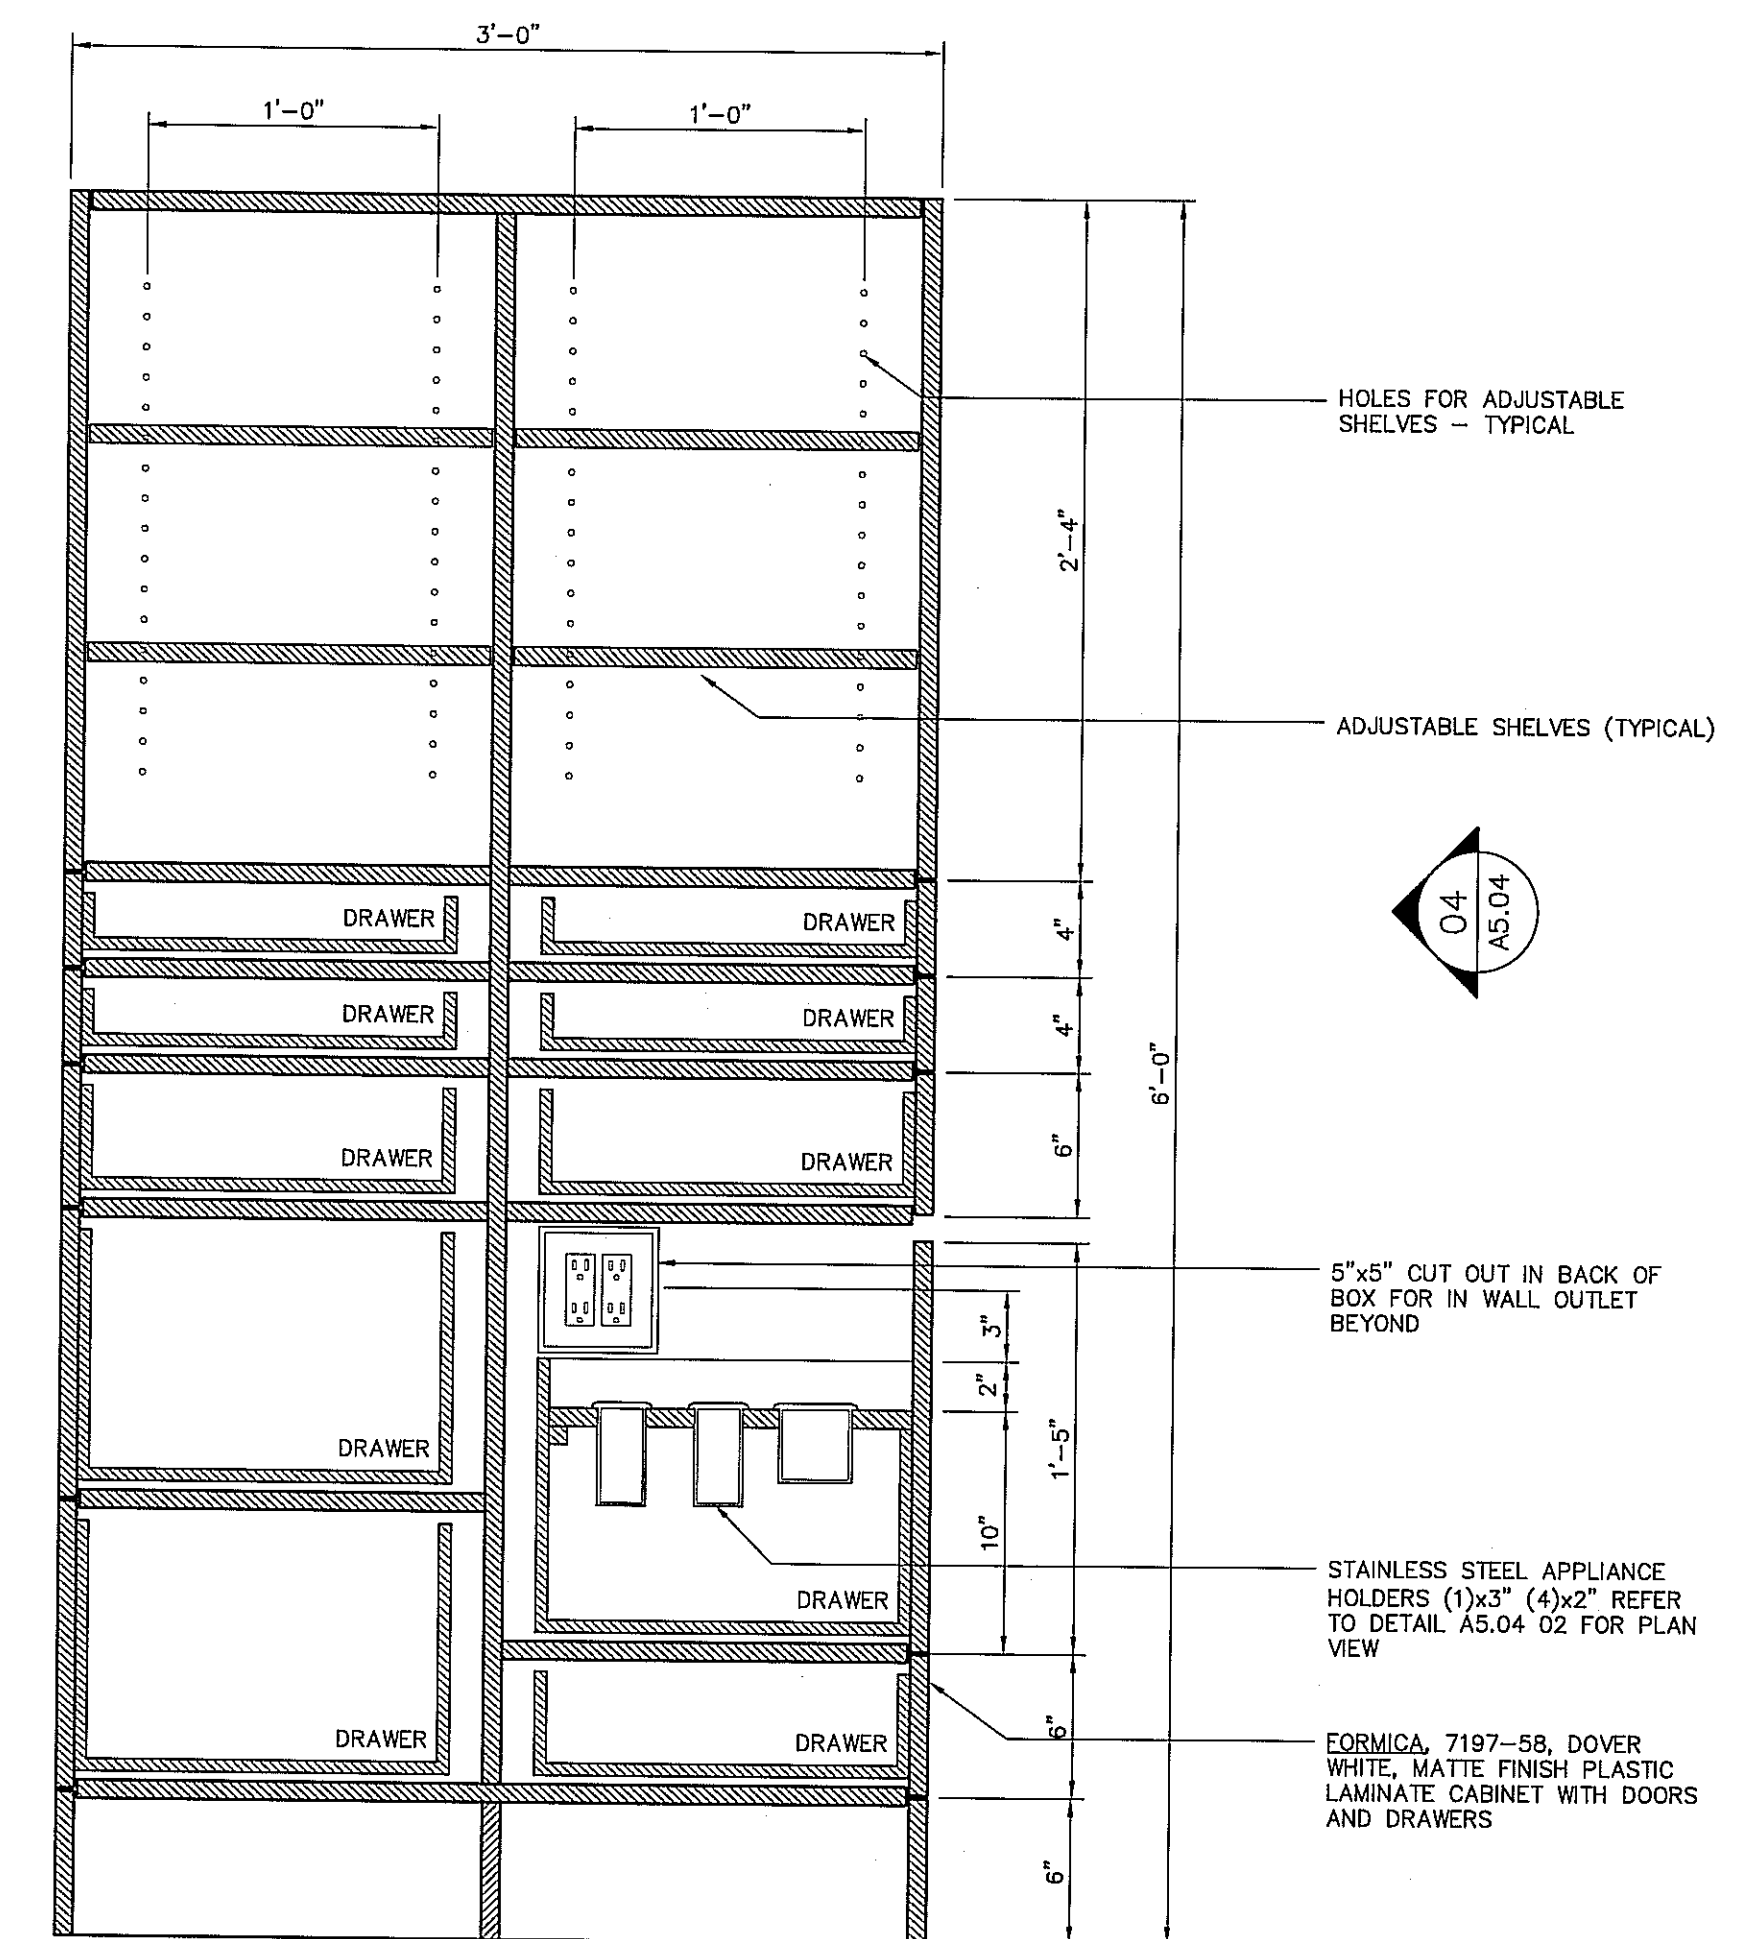 3'-0"
1'-0"
1'-0"
HOLES FOR ADJUSTABLE
SHELVES - TYPICAL
2'-4"
ADJUSTABLE SHELVES (TYPICAL)
04
A5.04
DRAWER
DRAWER
4"
DRAWER
DRAWER
4"
6'-0"
DRAWER
DRAWER
6"
5"x5" CUT OUT IN BACK OF
BOX FOR IN WALL OUTLET
BEYOND
3"
2"
DRAWER
1'-5"
10"
STAINLESS STEEL APPLIANCE
HOLDERS (1)x3" (4)x2" REFER
TO DETAIL A5.04 02 FOR PLAN
VIEW
DRAWER
DRAWER
DRAWER
6"
FORMICA, 7197-58, DOVER
WHITE, MATTE FINISH PLASTIC
LAMINATE CABINET WITH DOORS
AND DRAWERS
6"